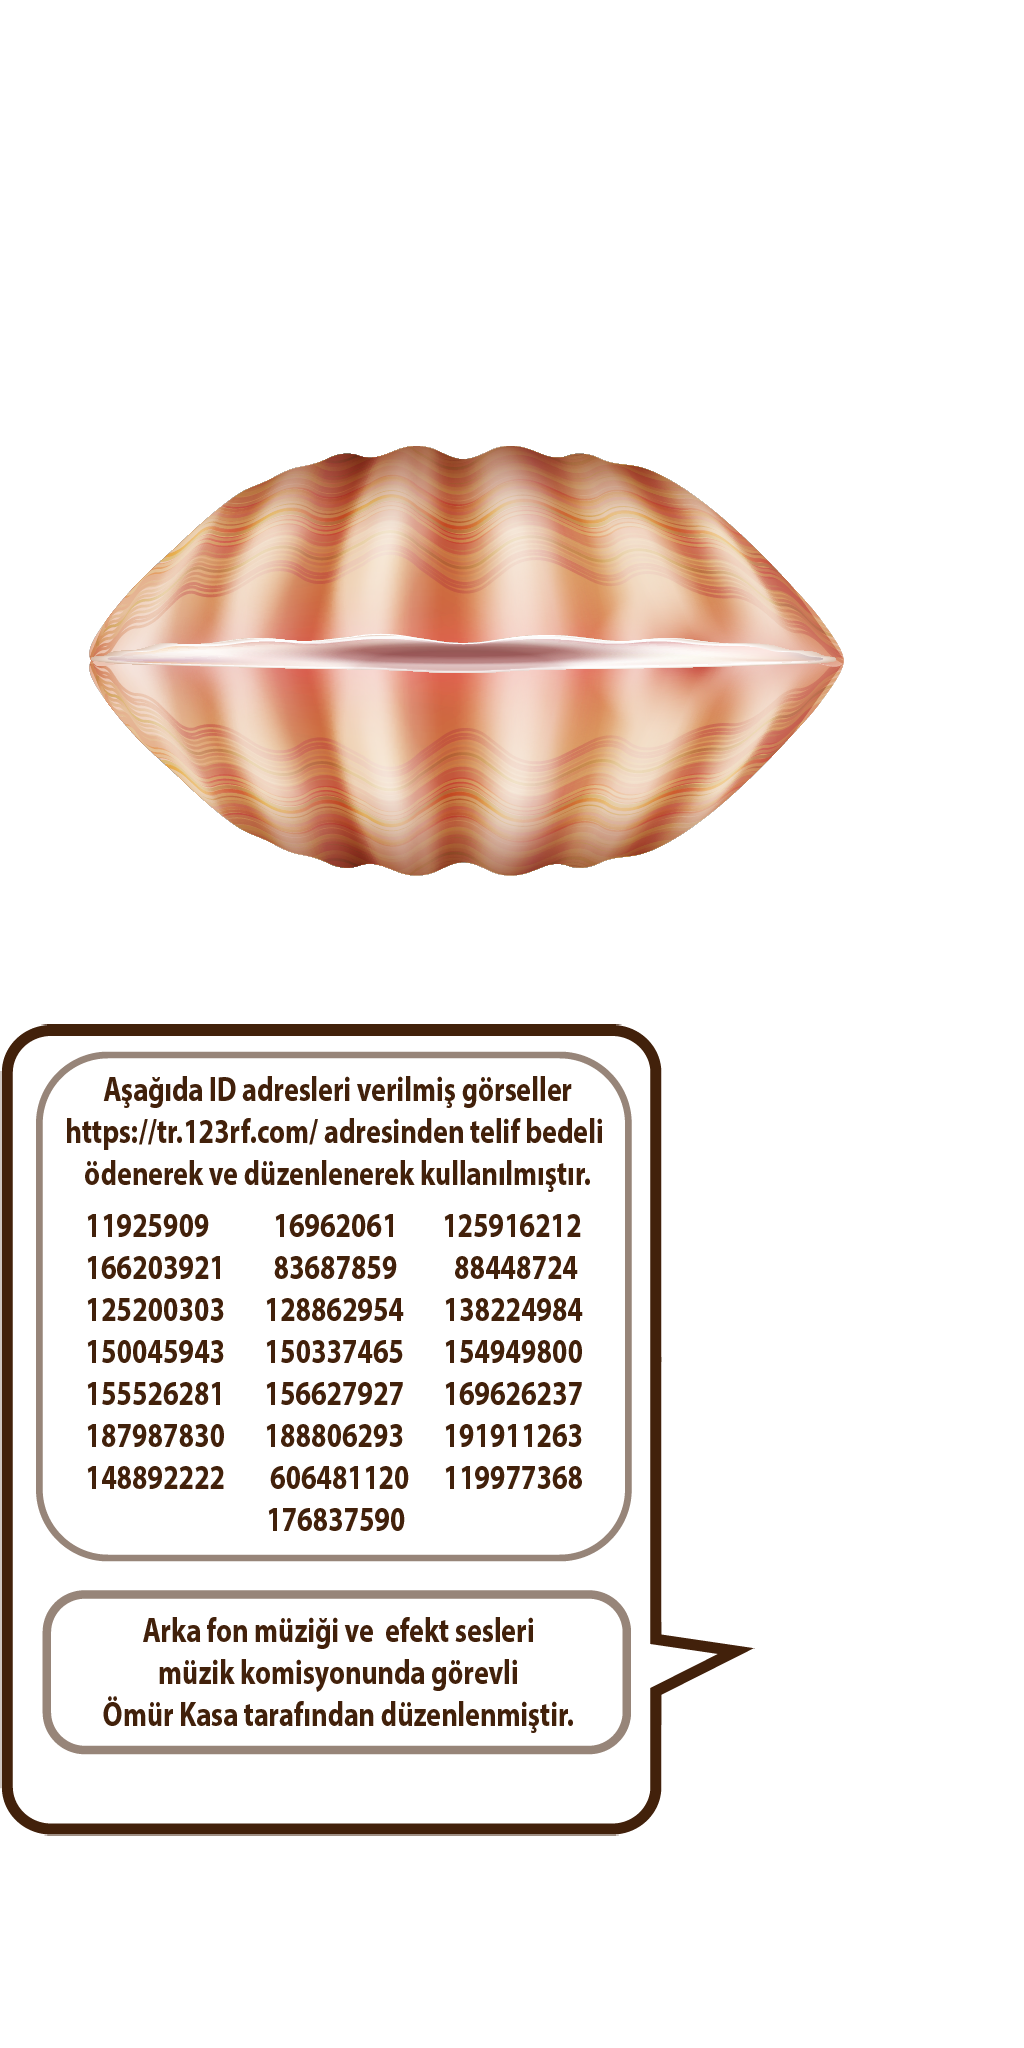 Aşağıda ID adresleri verilmiş görseller
https://tr.123rf.com/ adresinden telif bedeli
ödenerek ve düzenlenerek kullanılmıştır.
11925909 16962061 125916212
166203921 83687859 88448724
125200303 128862954 138224984
150045943 150337465 154949800
155526281 156627927 169626237
187987830 188806293 191911263
148892222 606481120 119977368
176837590
Arka fon müziği ve efekt sesleri
müzik komisyonunda görevli
Ömür Kasa tarafından düzenlenmiştir.